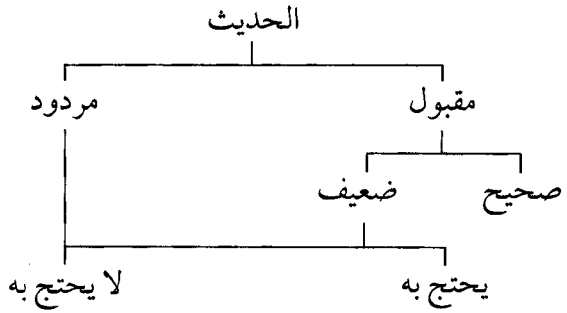 الحديث
مقبول مردود
صحيح ضعيف
يحتج به لا يحتج به